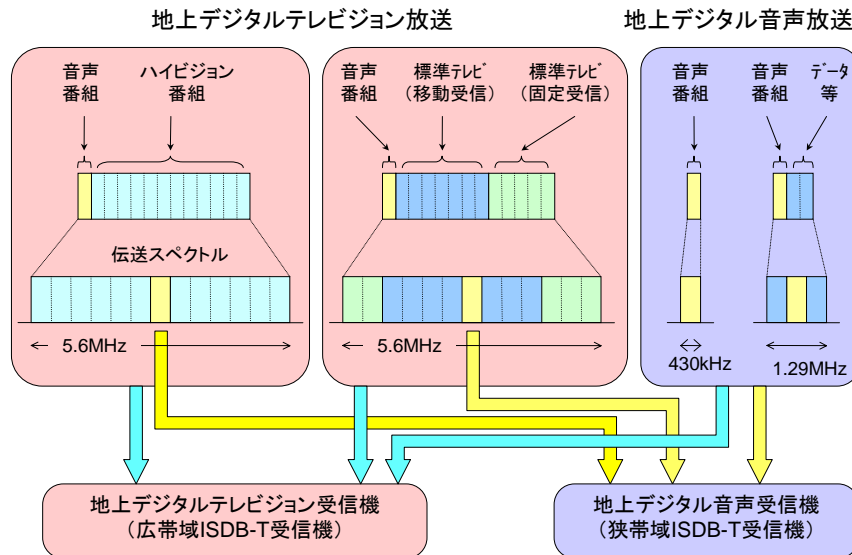 地上デジタルテレビジョン放送
地上デジタル音声放送
音声
番組
ハイビジョン
番組
音声
番組
標準テレビ
(移動受信)
標準テレビ
(固定受信)
音声
番組
音声
番組
データ
等
伝送スペクトル
5.6MHz
5.6MHz
430kHz
1.29MHz
地上デジタルテレビジョン受信機
(広帯域ISDB-T受信機)
地上デジタル音声受信機
(狭帯域ISDB-T受信機)